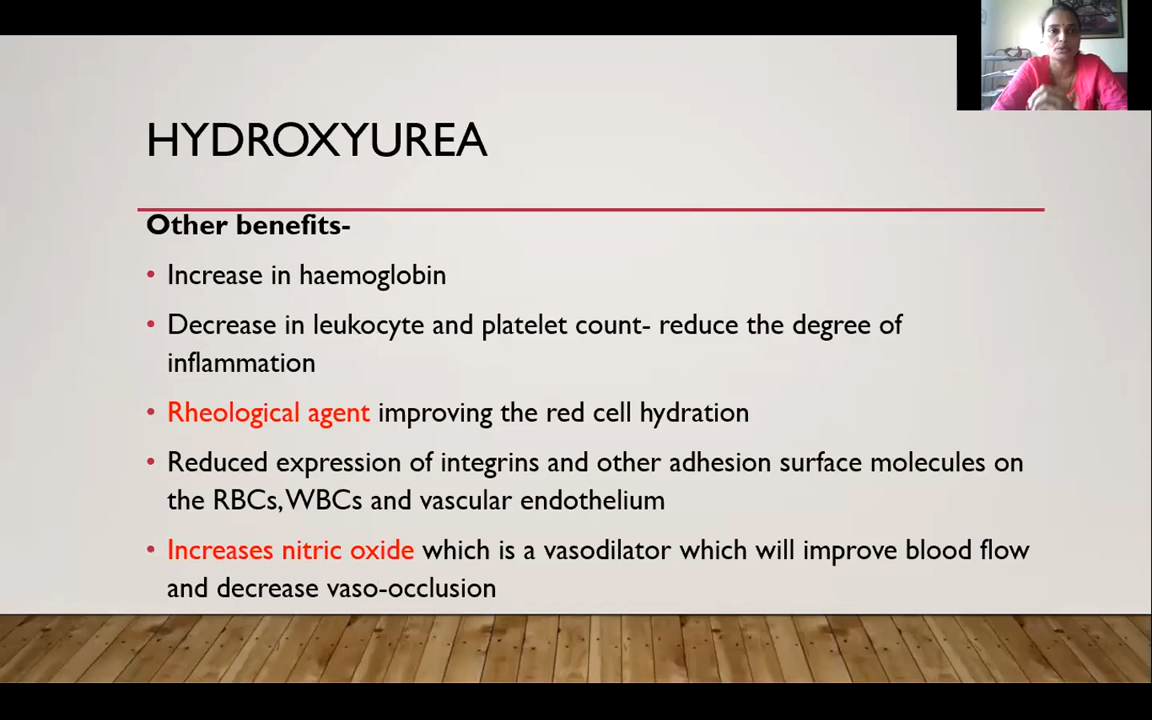 HYDROXYUREA
Other benefits-
• Increase in haemoglobin
• Decrease in leukocyte and platelet count- reduce the degree of
inflammation
• Rheological agent improving the red cell hydration
• Reduced expression of integrins and other adhesion surface molecules on
the RBCs, WBCs and vascular endothelium
• Increases nitric oxide which is a vasodilator which will improve blood flow
and decrease vaso-occlusion